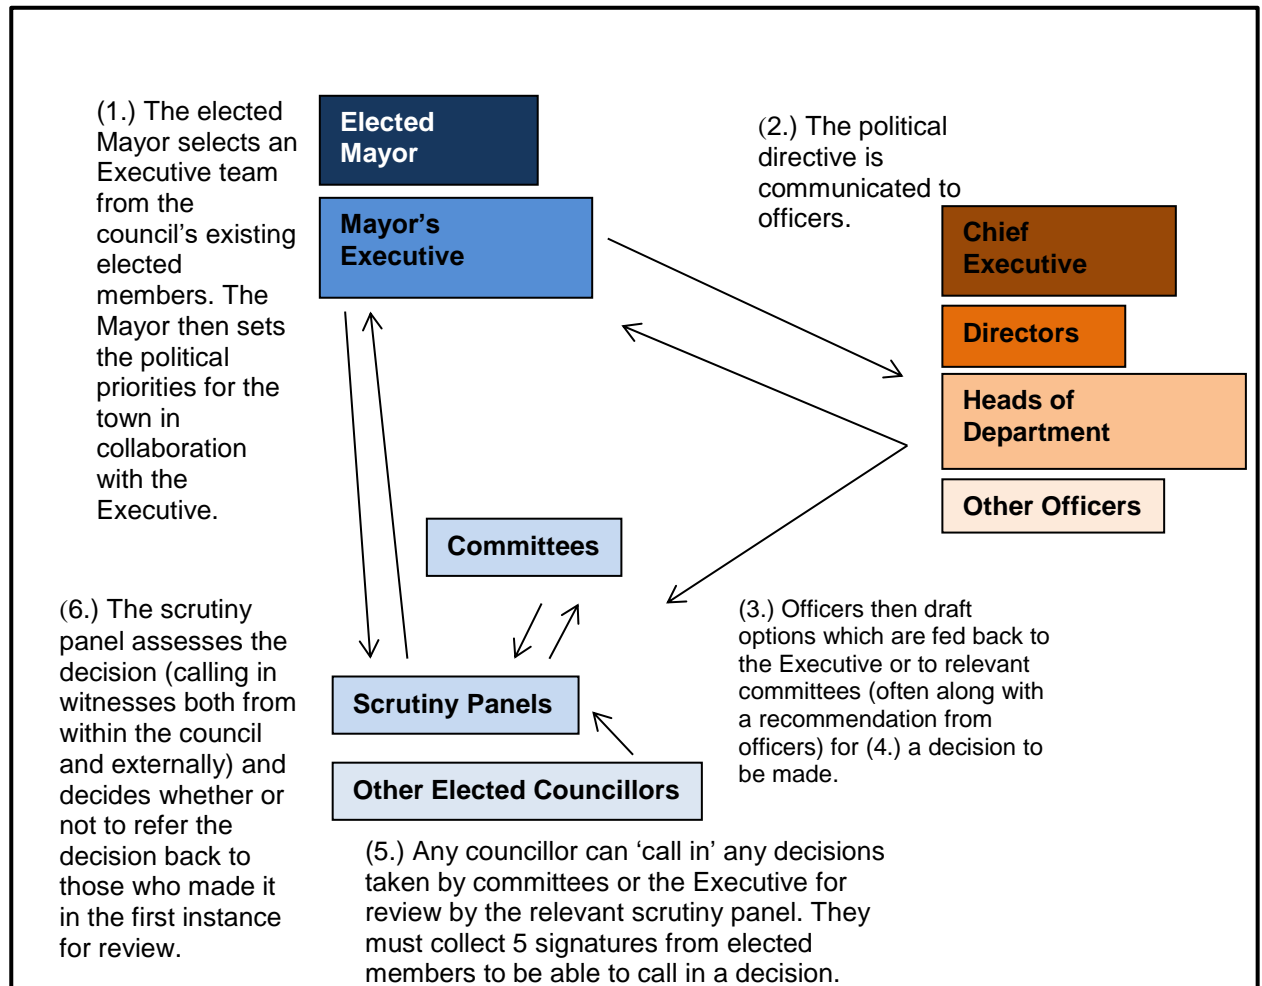 (1.) The elected
Mayor selects an
Executive team
from the
council's existing
elected
members. The
Mayor then sets
the political
priorities for the
town in
collaboration
with the
Executive.
Elected
Mayor
Mayor's
Executive
(2.) The political
directive is
communicated to
officers.
Chief
Executive
Directors
Heads of
Department
Other Officers
Committees
(3.) Officers then draft
options which are fed back to
the Executive or to relevant
committees (often along with
a recommendation from
officers) for (4.) a decision to
be made.
Scrutiny Panels
Other Elected Councillors
(5.) Any councillor can ‘call in’ any decisions
taken by committees or the Executive for
review by the relevant scrutiny panel. They
must collect 5 signatures from elected
members to be able to call in a decision.
(6.) The scrutiny
panel assesses the
decision (calling in
witnesses both from
within the council
and externally) and
decides whether or
not to refer the
decision back to
those who made it
in the first instance
for review.